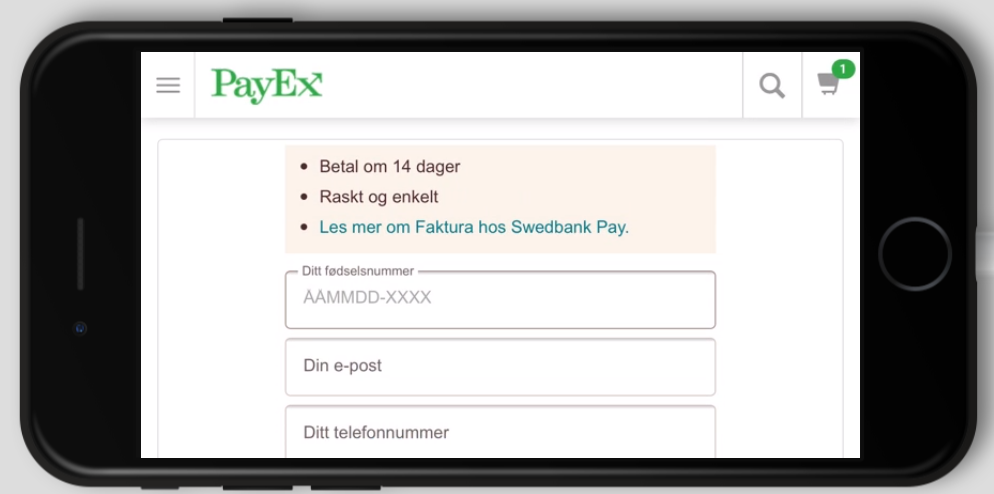 PayEx
1
Betal om 14 dager
Raskt og enkelt
Les mer om Faktura hos Swedbank Pay.
Ditt fødselsnummer
ÅÅMMDD-XXXX
Din e-post
Ditt telefonnummer